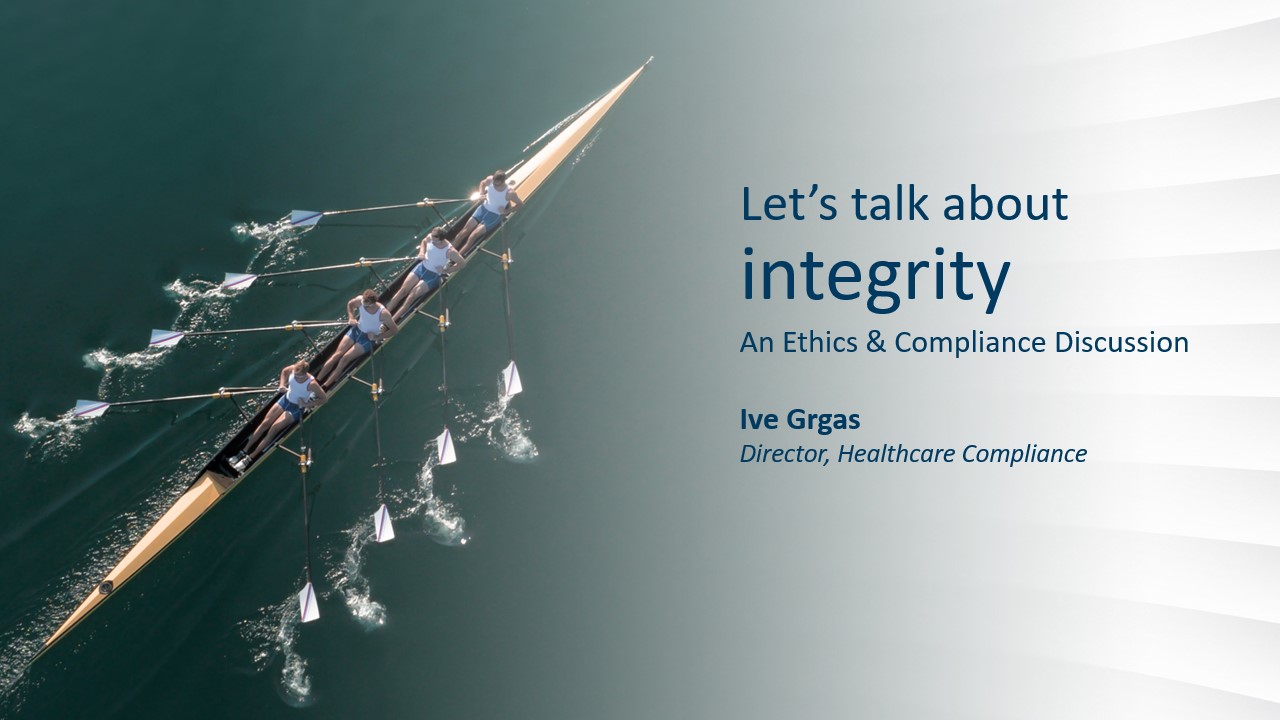 Let’s talk about
integrity
An Ethics & Compliance Discussion
Ive Grgas
Director, Healthcare Compliance